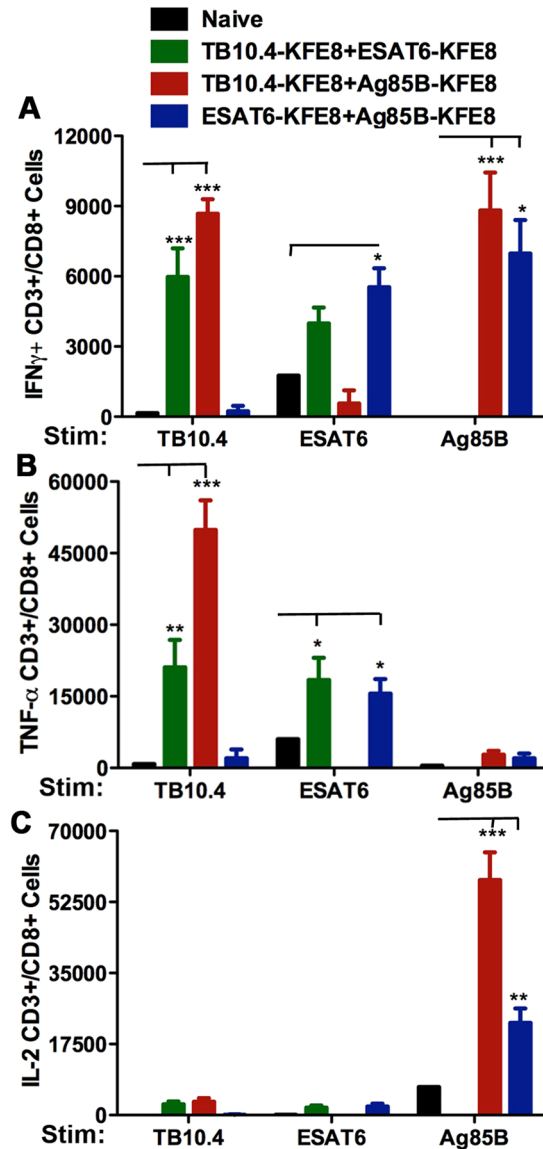 Naive
TB10.4-KFE8+ESAT6-KFE8
TB10.4-KFE8+Ag85B-KFE8
ESAT6-KFE8+Ag85B-KFE8
A
IFNγ+ CD3+/CD8+ Cells
12000
9000
6000
3000
0
***
***
*
***
*
Stim: TB10.4 ESAT6 Ag85B
B
TNF-α CD3+/CD8+ Cells
60000
45000
30000
15000
0
**
***
*
*
Stim: TB10.4 ESAT6 Ag85B
C
IL-2 CD3+/CD8+ Cells
70000
52500
35000
17500
0
***
**
Stim: TB10.4 ESAT6 Ag85B